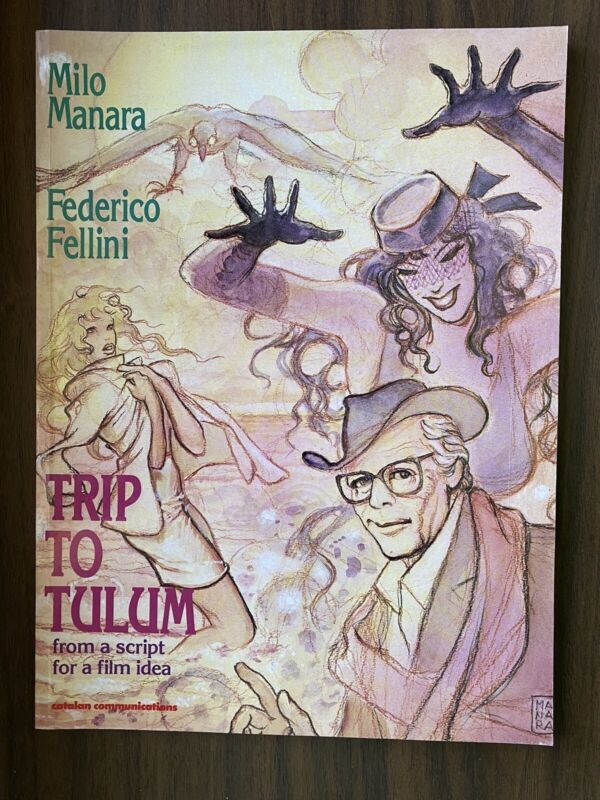 Milo
Manara
Federico
Fellini
TRIP
TO
TULUM
from a script
for a film idea
catalan communications
MA
NA
RA